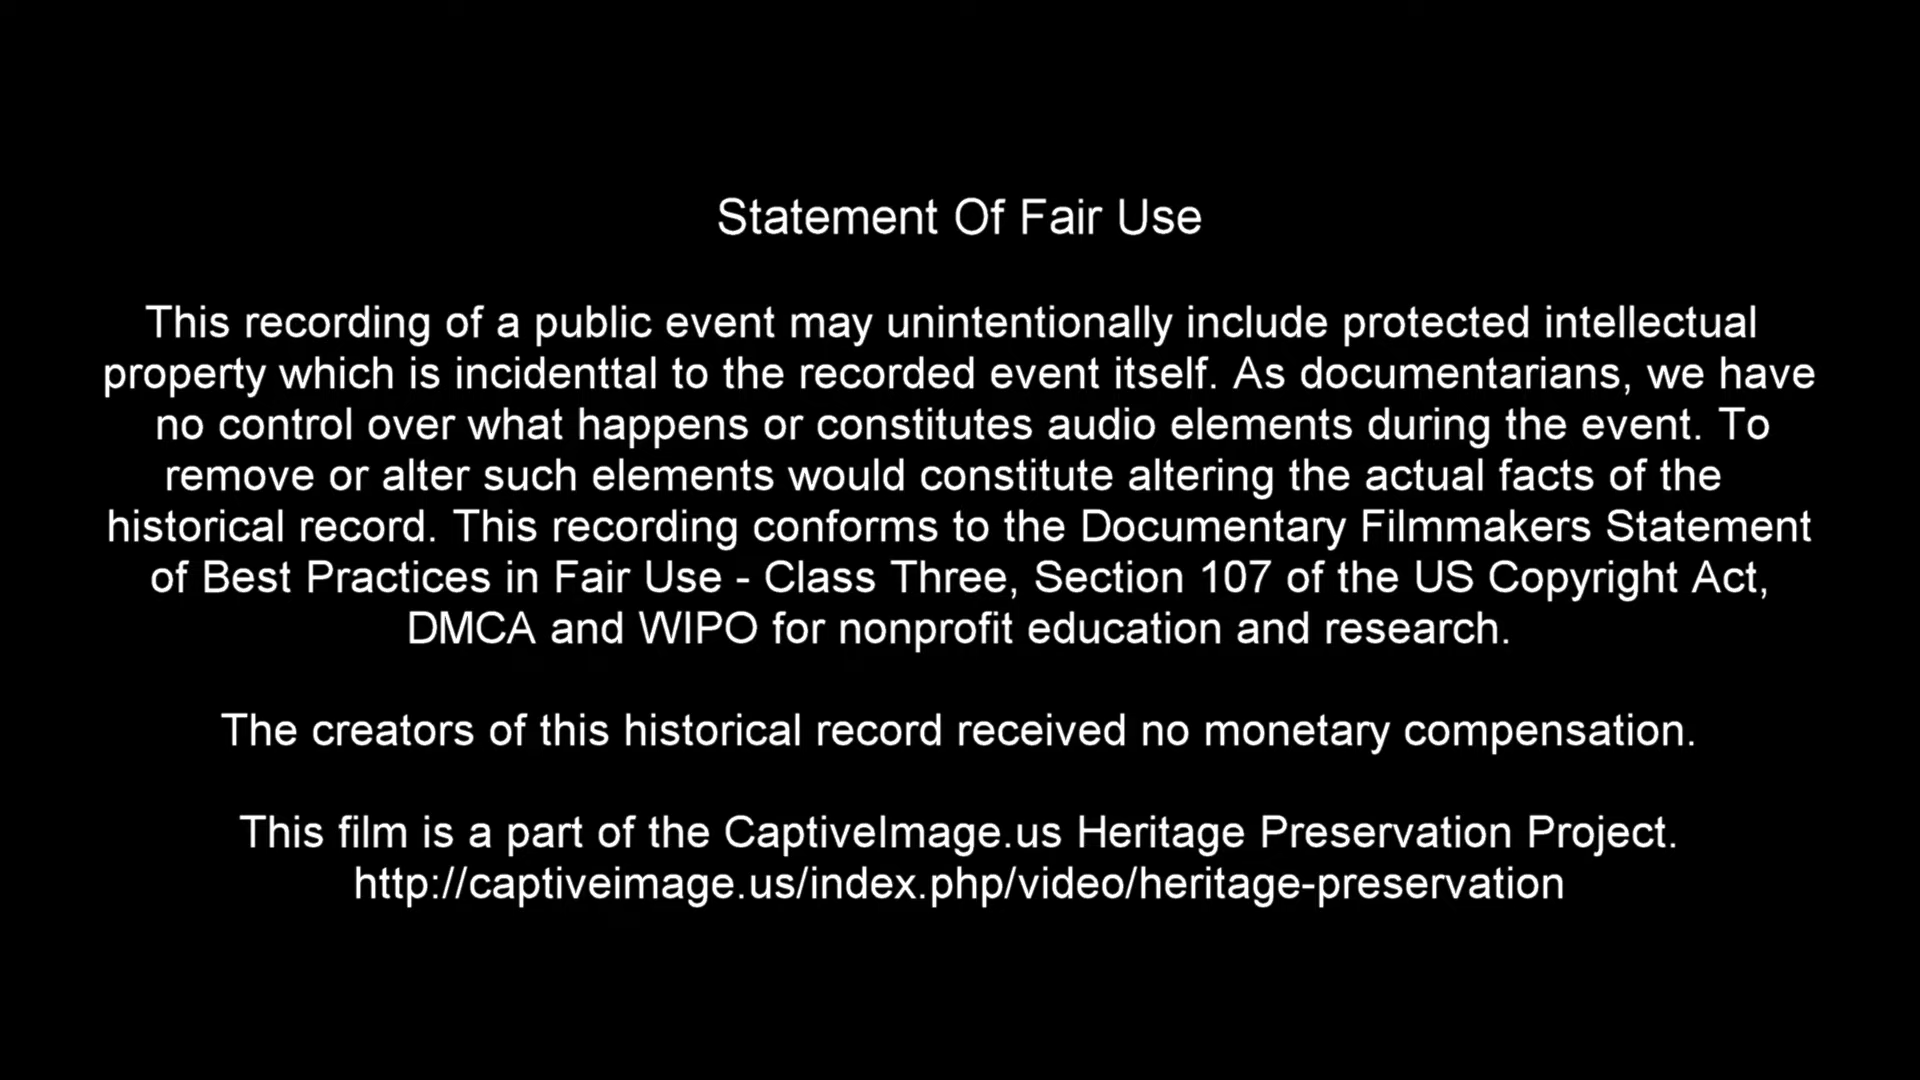 Statement Of Fair Use
This recording of a public event may unintentionally include protected intellectual
property which is incidenttal to the recorded event itself. As documentarians, we have
no control over what happens or constitutes audio elements during the event. To
remove or alter such elements would constitute altering the actual facts of the
historical record. This recording conforms to the Documentary Filmmakers Statement
of Best Practices in Fair Use - Class Three, Section 107 of the US Copyright Act,
DMCA and WIPO for nonprofit education and research.
The creators of this historical record received no monetary compensation.
This film is a part of the CaptiveImage.us Heritage Preservation Project.
http://captiveimage.us/index.php/video/heritage-preservation